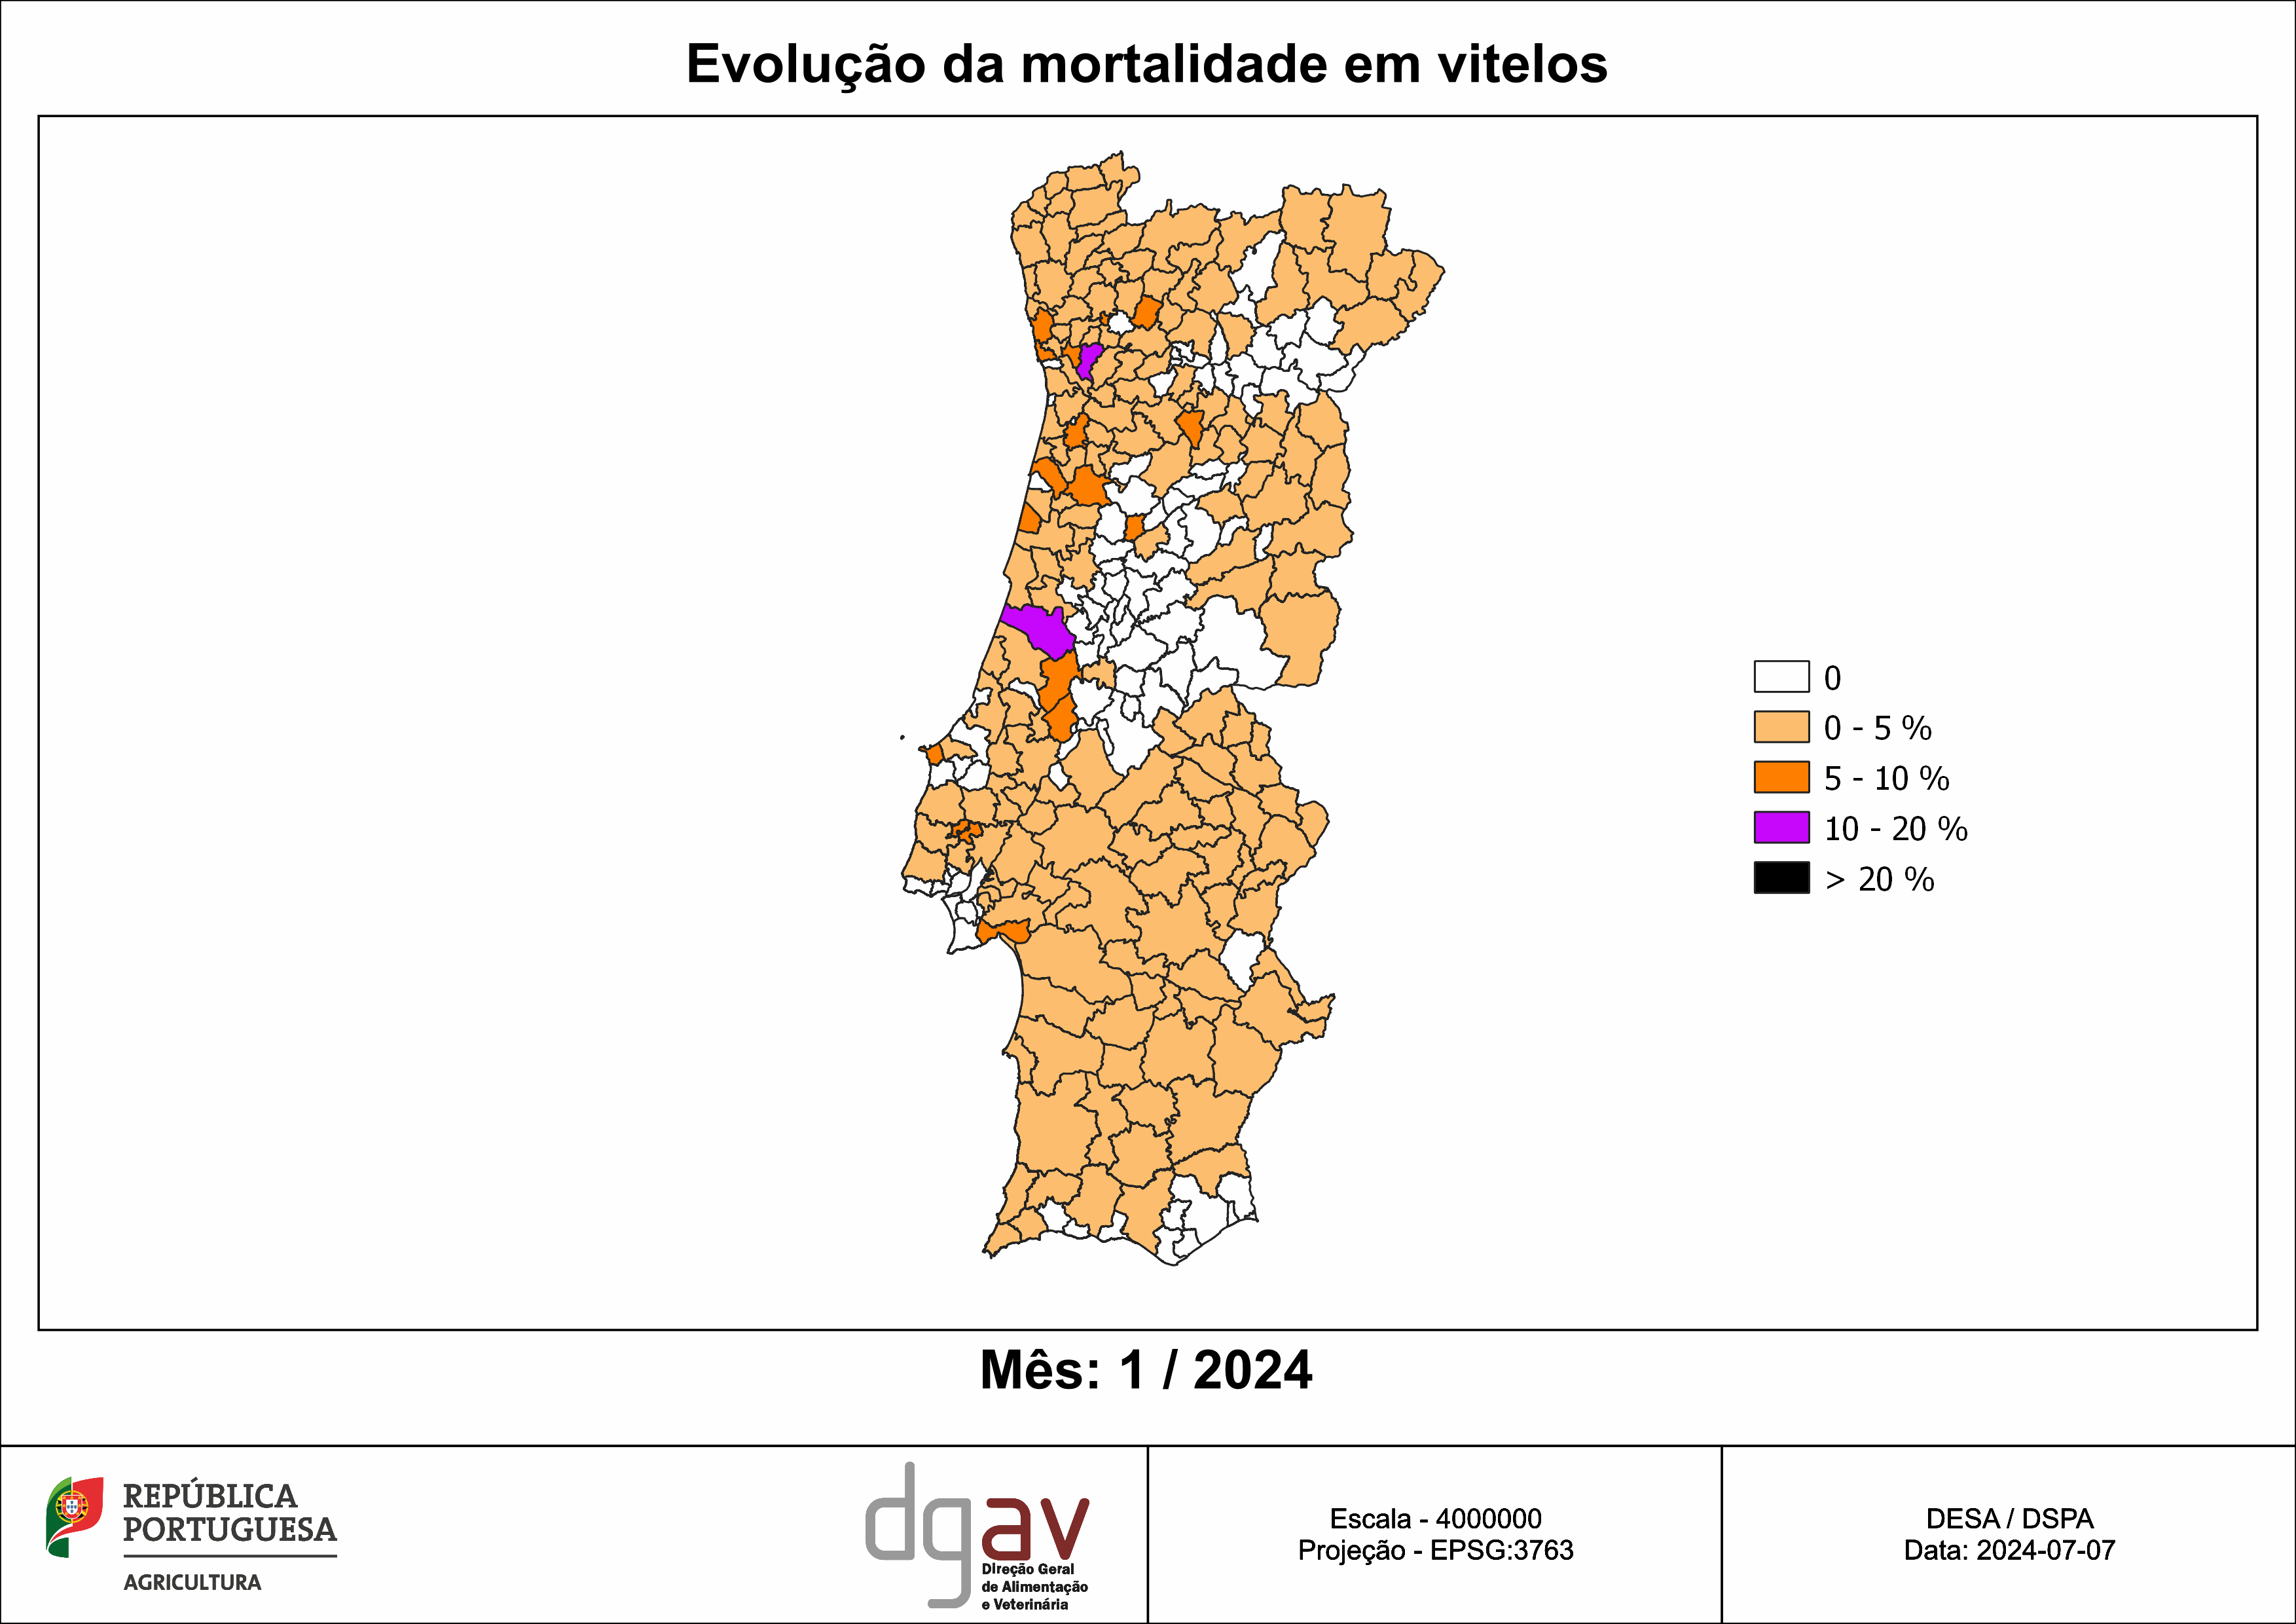 Evolução da mortalidade em vitelos
0
0 - 5 %
5 - 10 %
10 - 20 %
> 20 %
Mês: 1 / 2024
REPÚBLICA
PORTUGUESA
AGRICULTURA
dgav
Direção Geral
de Alimentação
e Veterinária
Escala - 4000000
Projeção - EPSG:3763
DESA / DSPA
Data: 2024-07-07